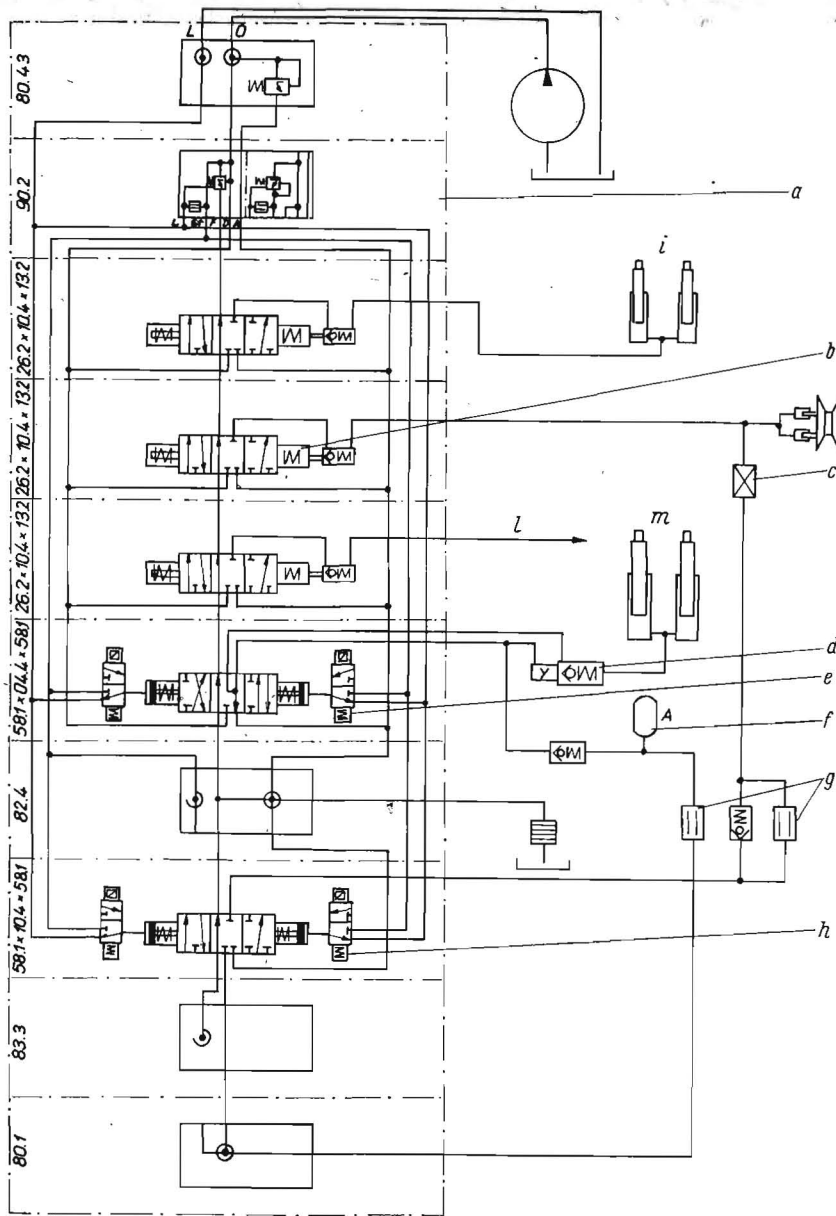 L O
80.43
90.2
a
L St F D A
26.2 × 10.4 × 13.2
i
b
26.2 × 10.4 × 13.2
c
26.2 × 10.4 × 13.2
l
m
58.1 × 04.4 × 58.1
Y
d
e
A
f
82.4
g
58.1 × 10.4 × 58.1
h
83.3
80.1